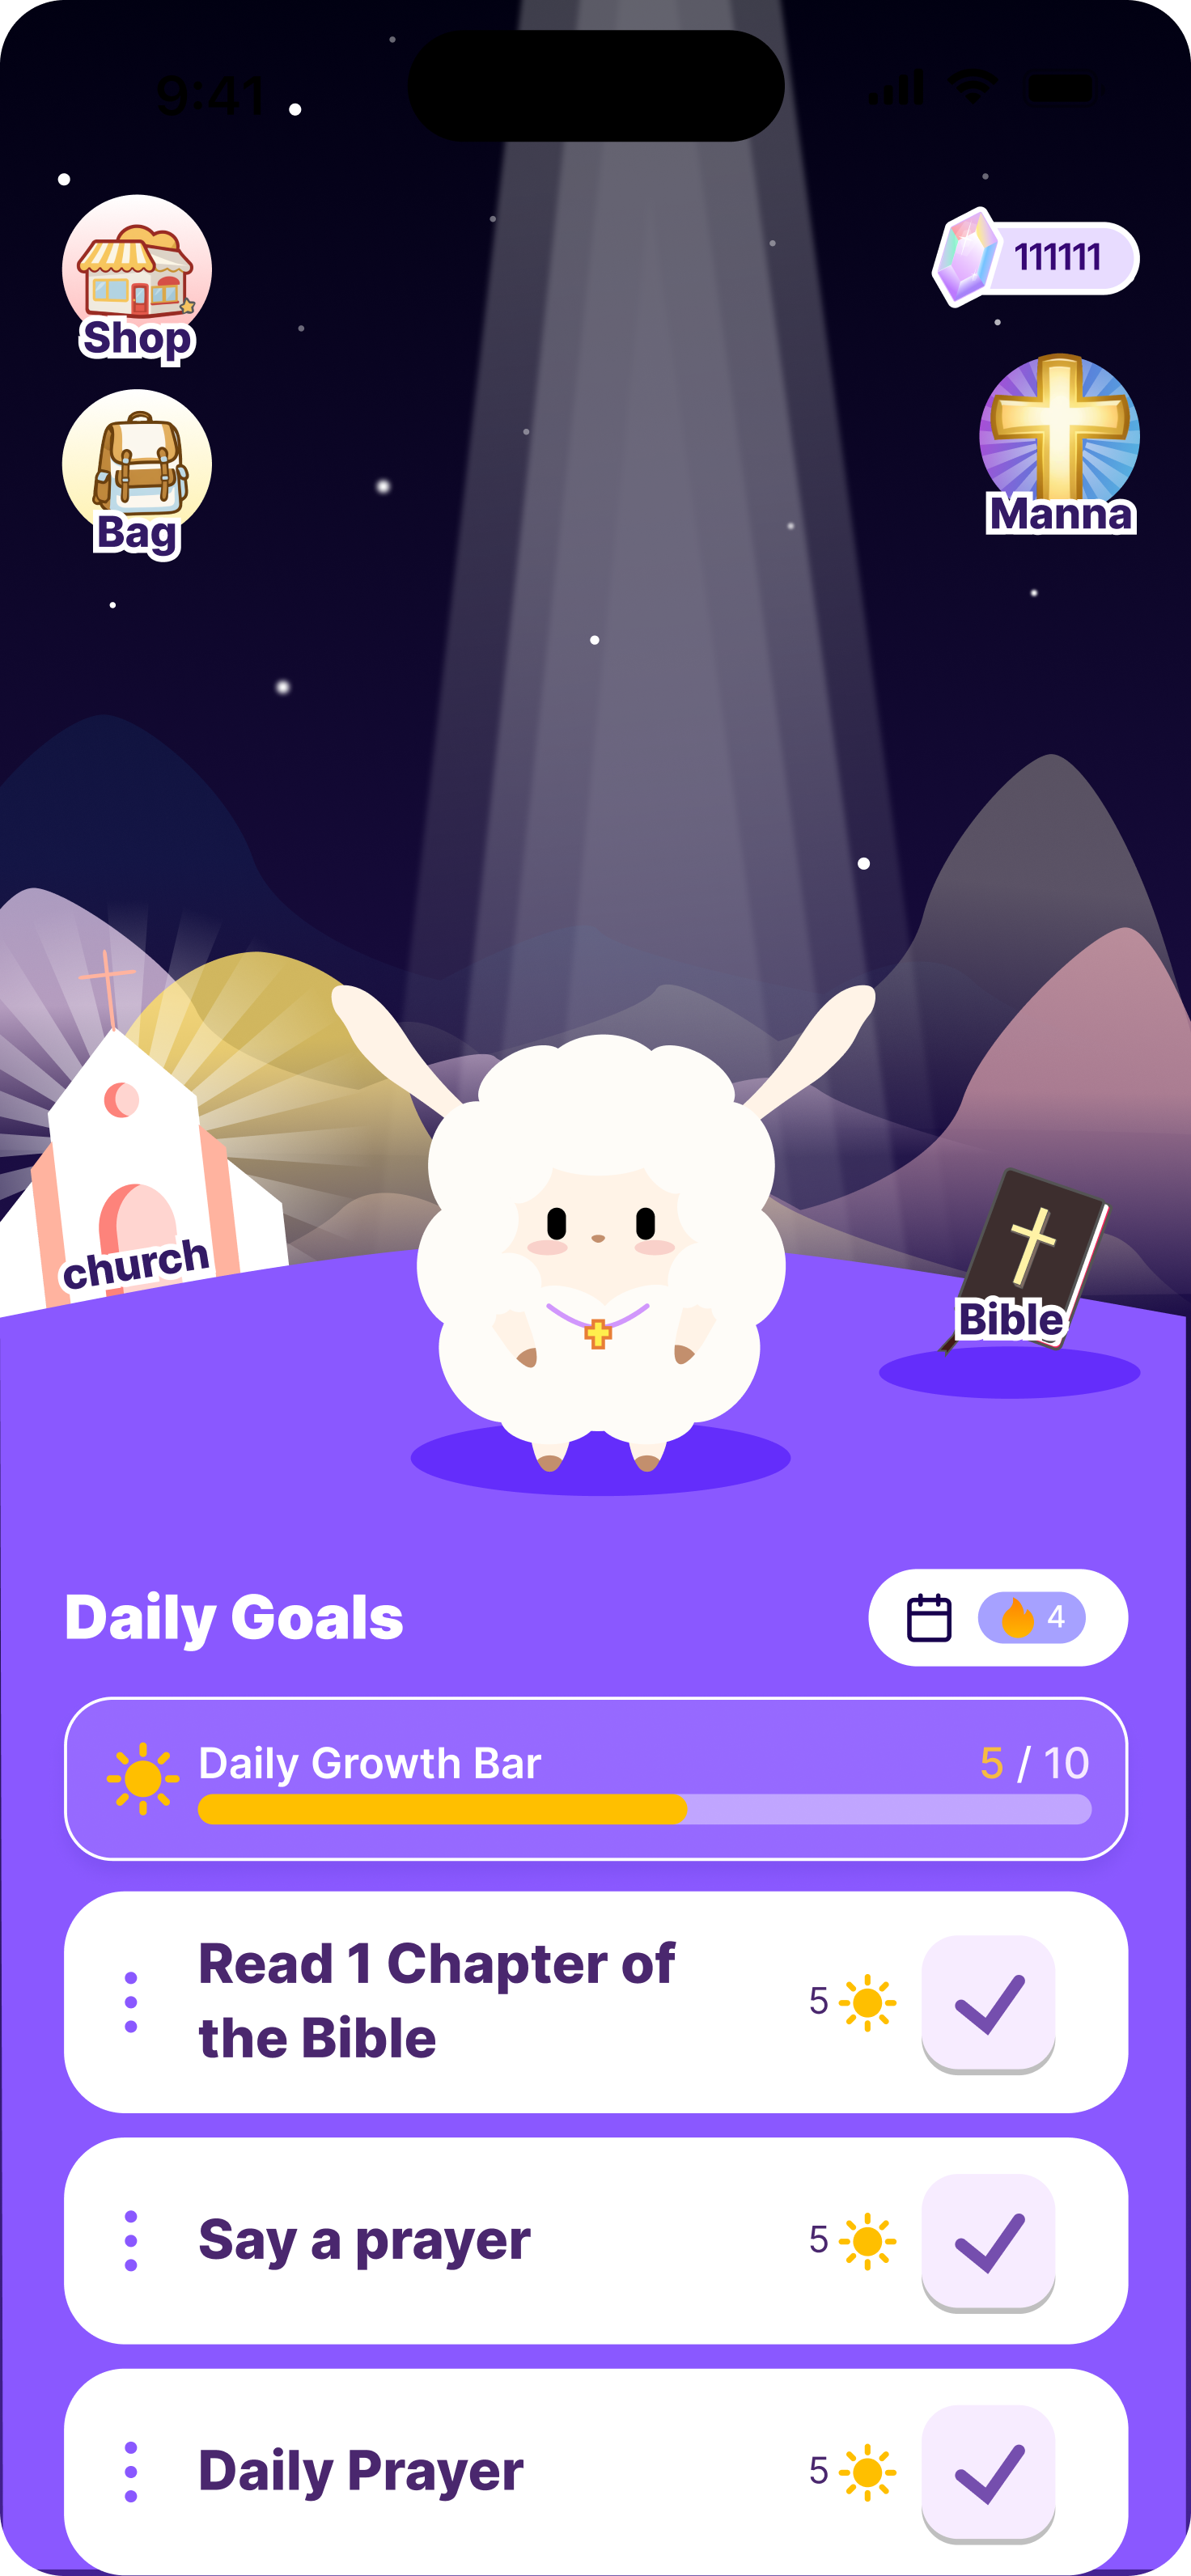 9:41
Shop
111111
Bag
Manna
church
Bible
Daily Goals
4
Daily Growth Bar
5 / 10
Read 1 Chapter of
the Bible
5
Say a prayer
5
Daily Prayer
5